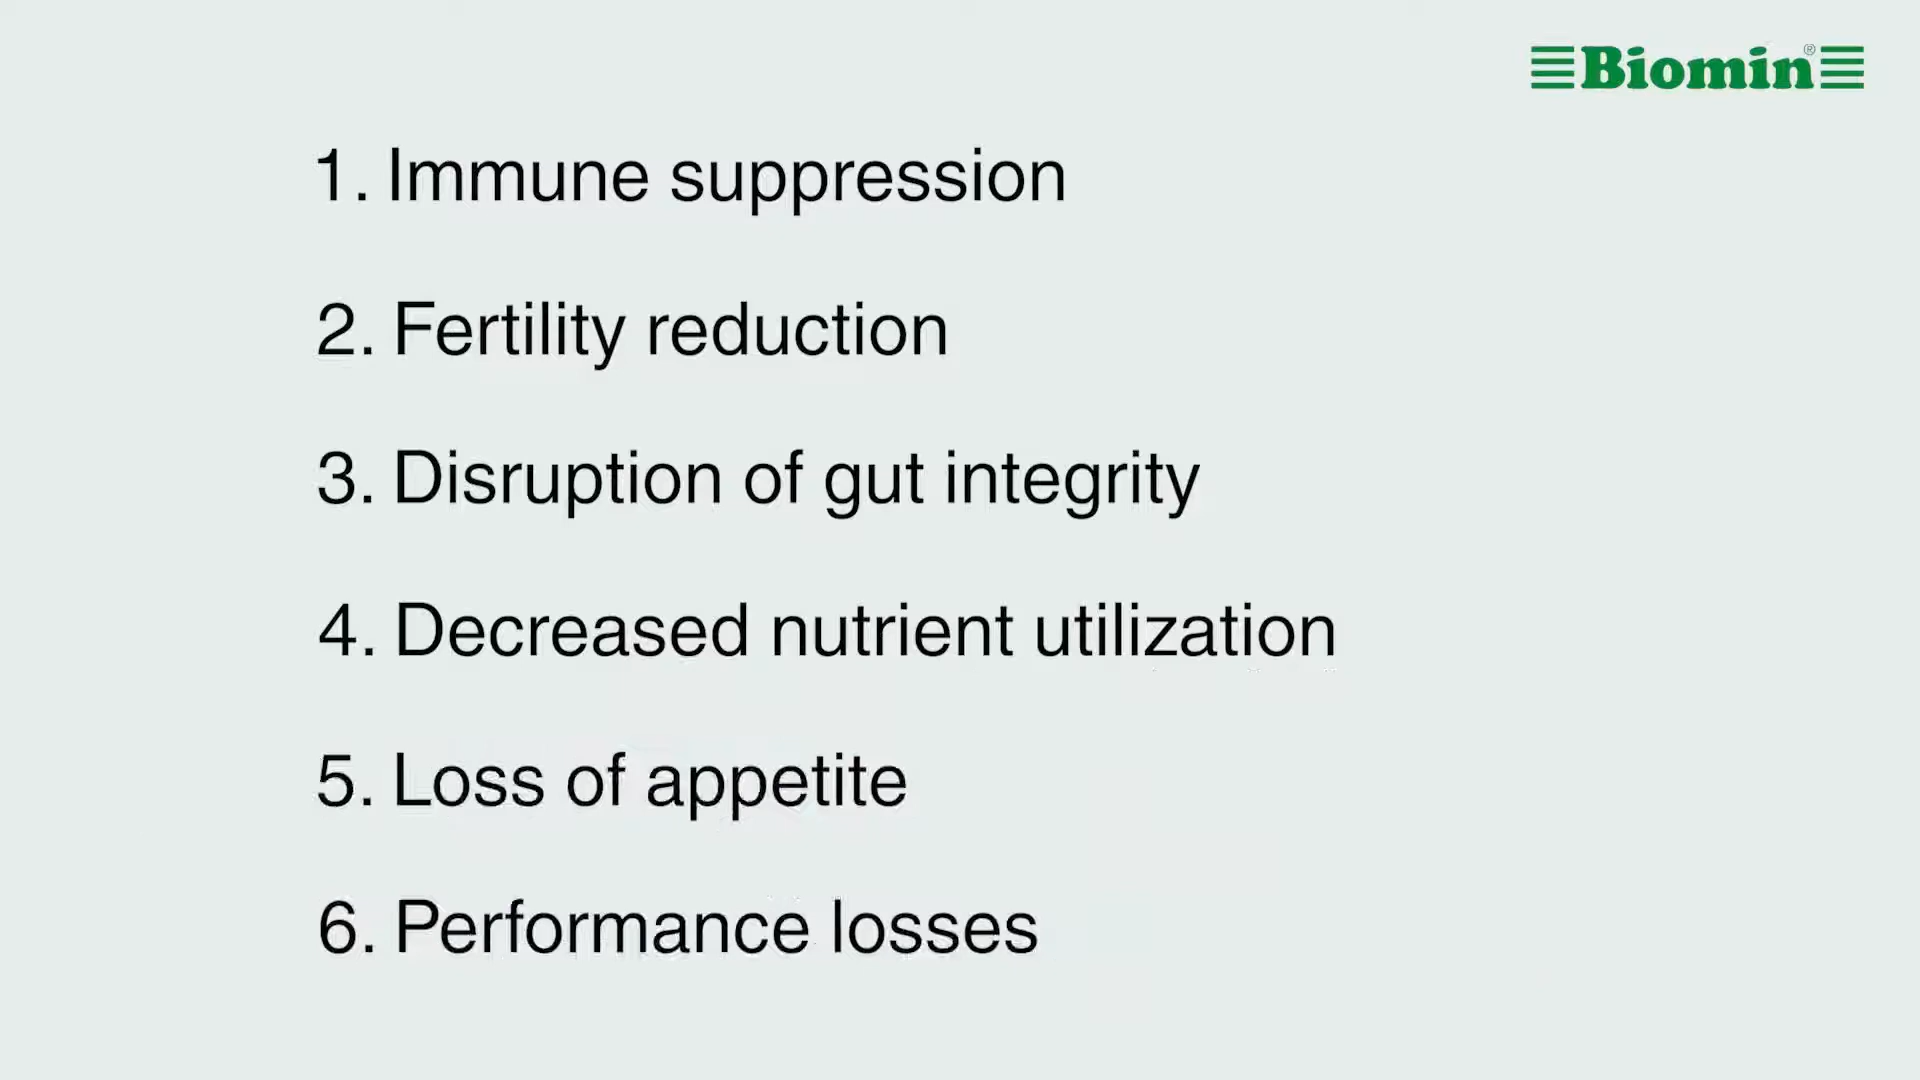 Biomin®
1. Immune suppression
2. Fertility reduction
3. Disruption of gut integrity
4. Decreased nutrient utilization
5. Loss of appetite
6. Performance losses